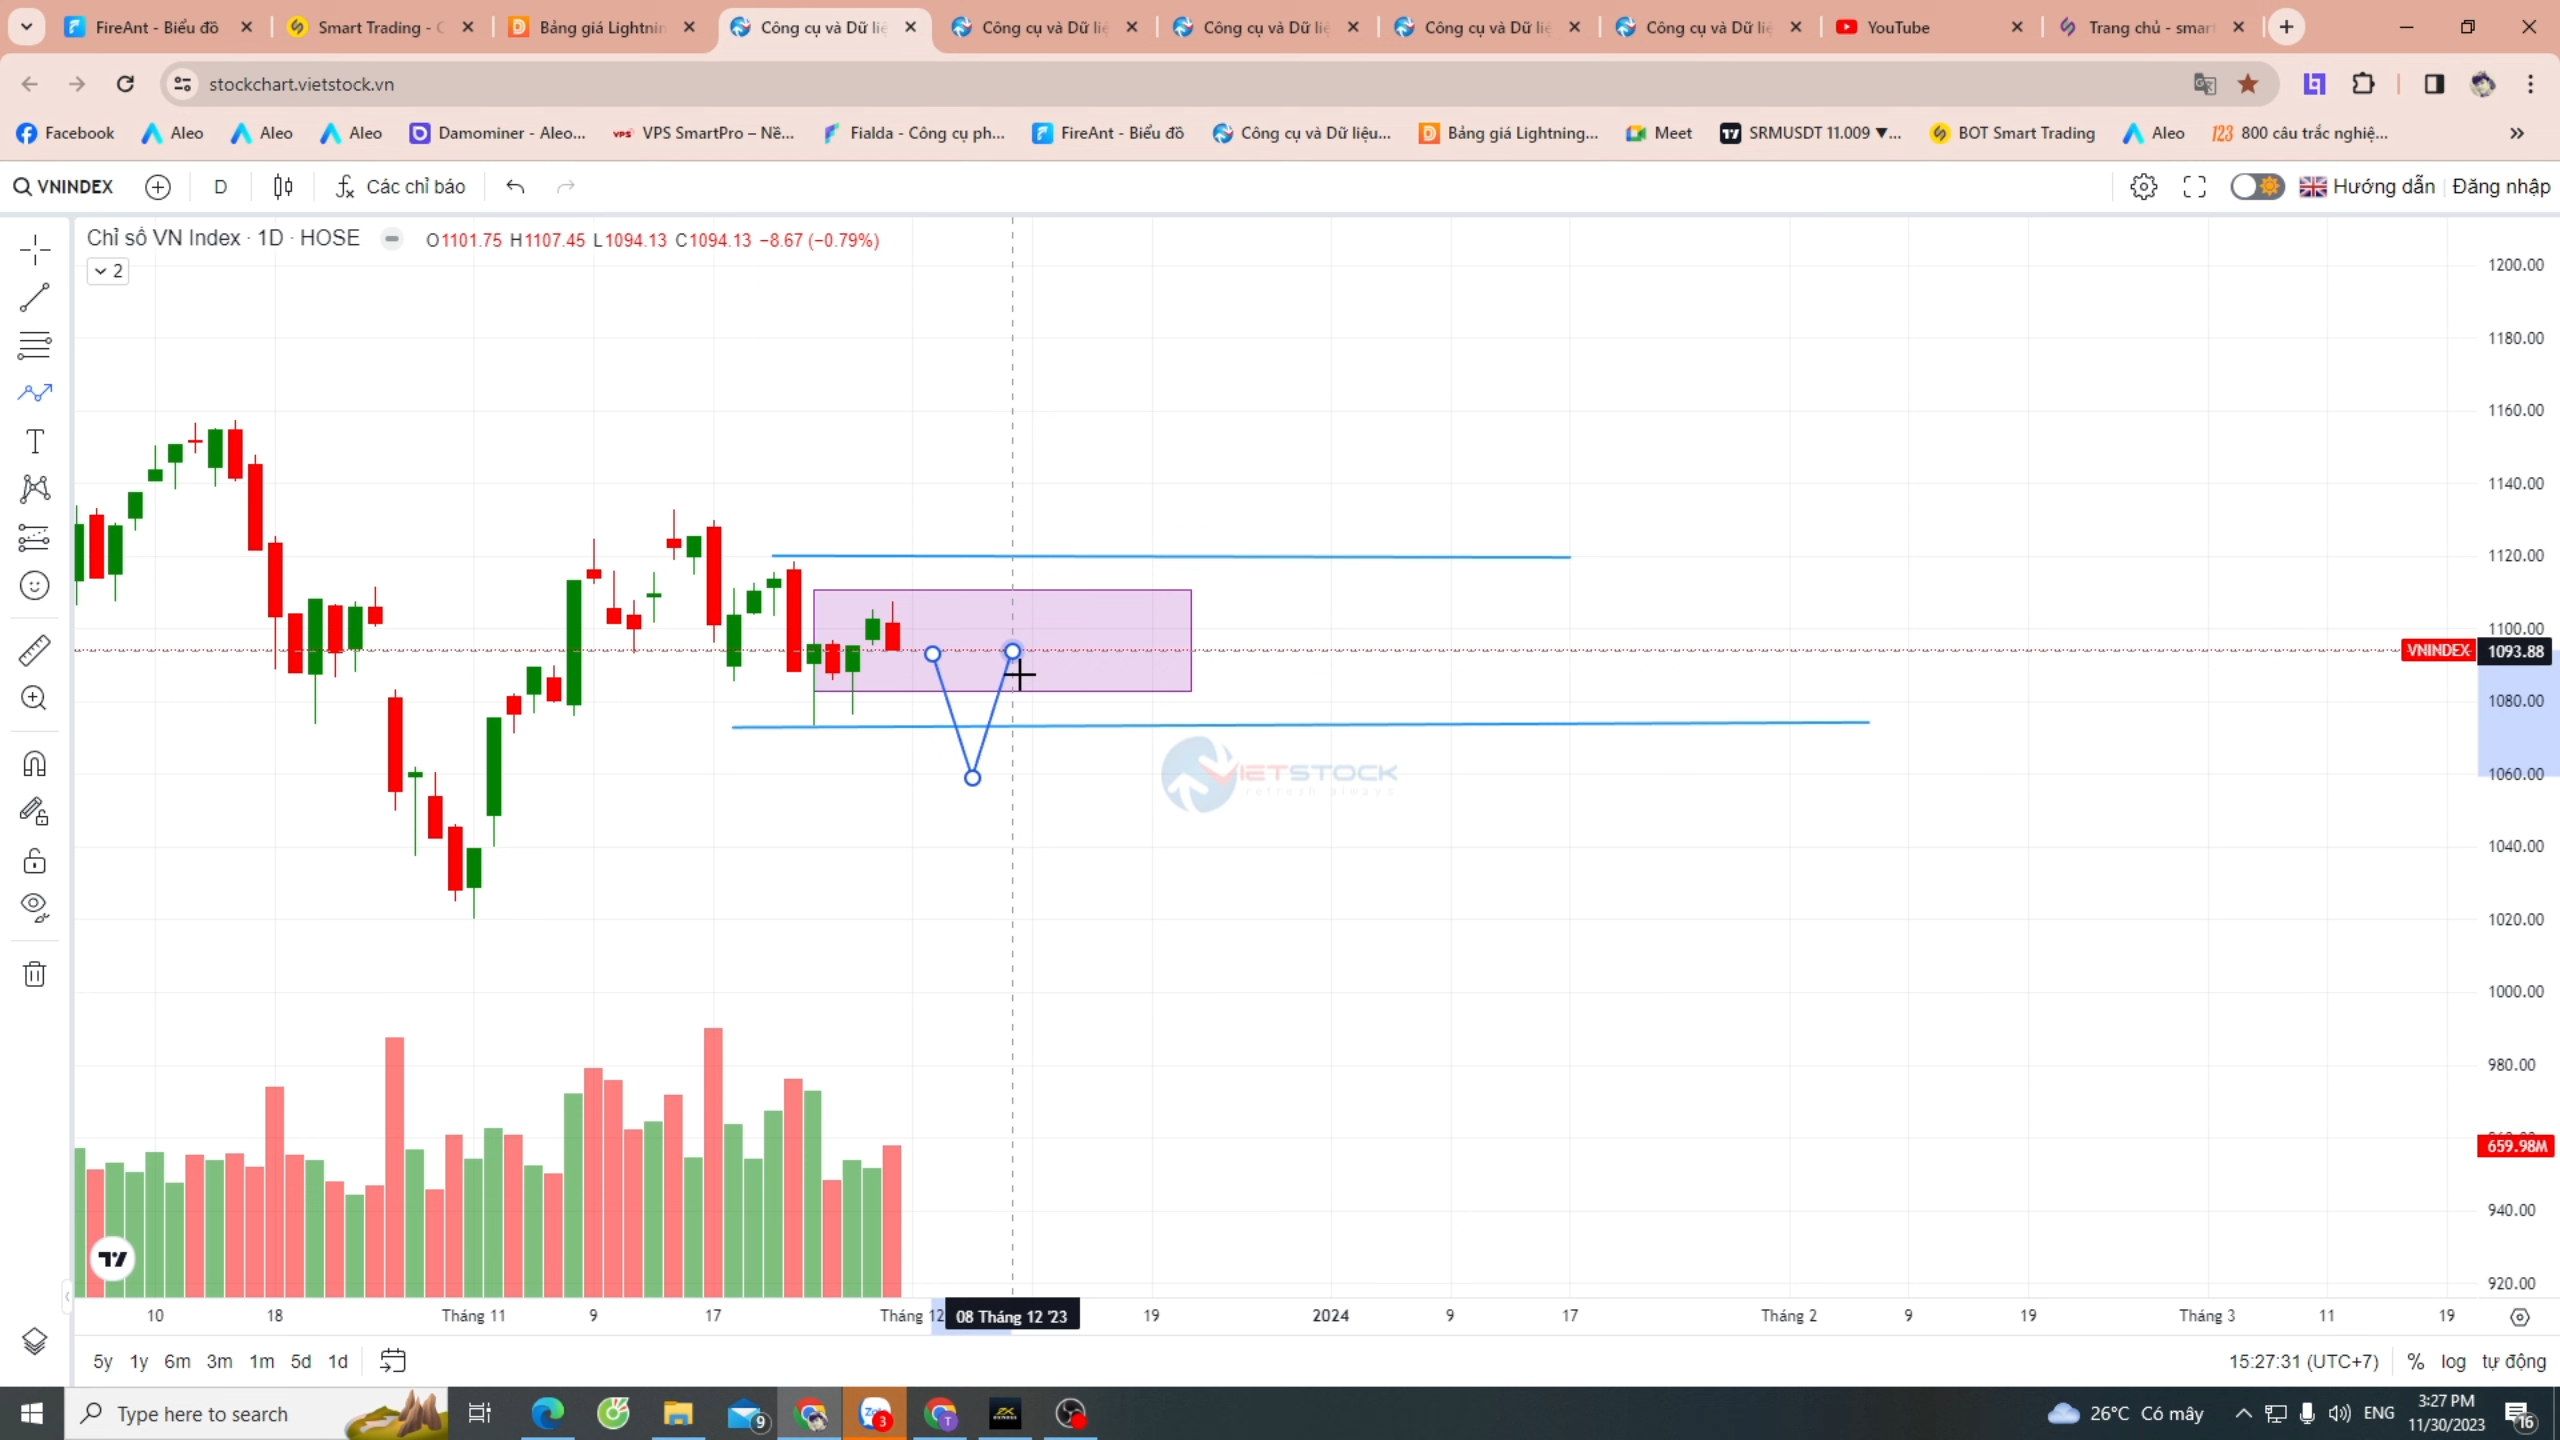 FireAnt - Biểu đồ
Smart Trading - C
Bảng giá Lightnin
Công cụ và Dữ liệ
Công cụ và Dữ liệ
Công cụ và Dữ liệ
Công cụ và Dữ liệ
Công cụ và Dữ liệ
YouTube
Trang chủ - smar
stockchart.vietstock.vn
Facebook
Aleo
Aleo
Aleo
Damominer - Aleo...
VPS SmartPro – Nề...
Fialda - Công cụ ph...
FireAnt - Biểu đồ
Công cụ và Dữ liệu...
Bảng giá Lightning...
Meet
SRMUSDT 11.009 ▼...
BOT Smart Trading
Aleo
123 800 câu trắc nghiệ...
VNINDEX
D
Các chỉ báo
Hướng dẫn
Đăng nhập
Chỉ số VN Index · 1D · HOSE
O1101.75 H1107.45 L1094.13 C1094.13 −8.67 (−0.79%)
2
1200.00
1180.00
1160.00
1140.00
1120.00
1100.00
VNINDEX
1093.88
1080.00
1060.00
1040.00
1020.00
1000.00
980.00
659.98M
940.00
920.00
VIETSTOCK
refresh always
10
18
Tháng 11
9
17
Tháng 12
08 Tháng 12 '23
19
2024
9
17
Tháng 2
9
19
Tháng 3
11
19
5y 1y 6m 3m 1m 5d 1d
15:27:31 (UTC+7)
% log tự động
Type here to search
9
3
T
26°C Có mây
ENG
3:27 PM
11/30/2023
16